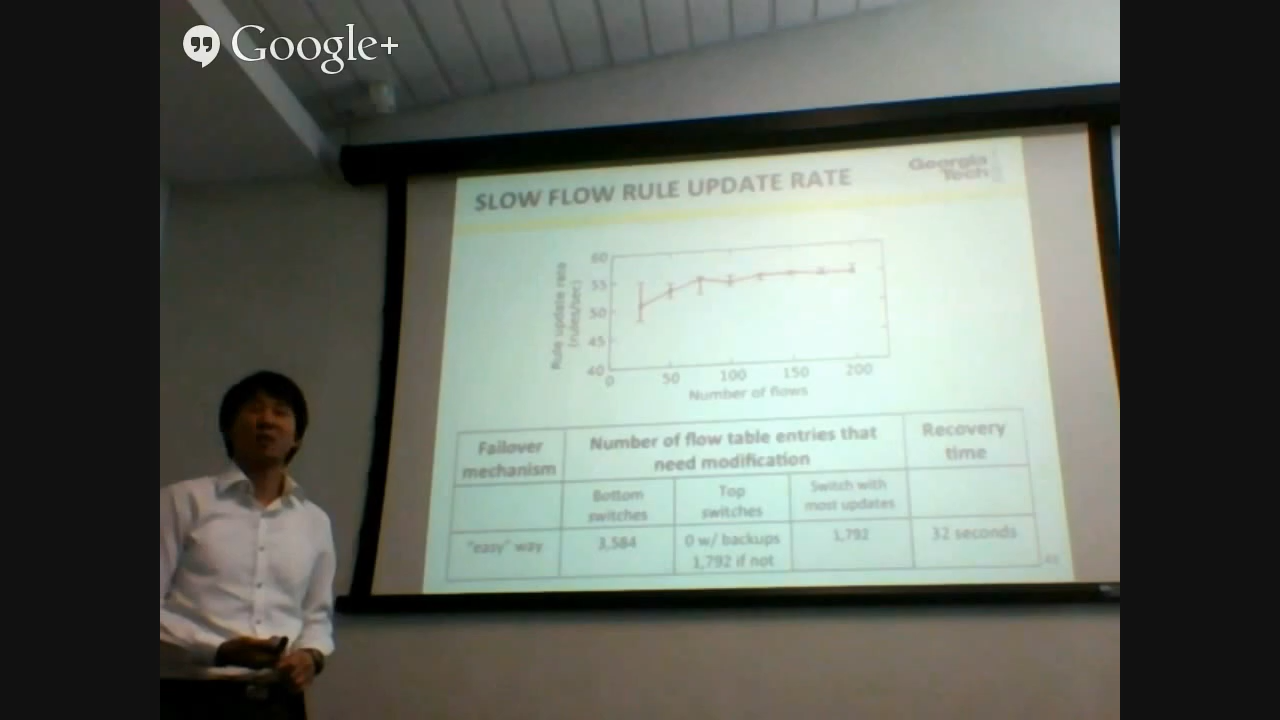 Google+
SLOW FLOW RULE UPDATE RATE
Georgia
Tech
60
55
50
45
40
Rule update rate
(rules/sec)
0 50 100 150 200
Number of flows
Failover
mechanism
Number of flow table entries that
need modification
Recovery
time
Bottom
switches
Top
switches
Switch with
most updates
"easy" way
3,584
0 w/ backups
1,792 if not
1,792
32 seconds